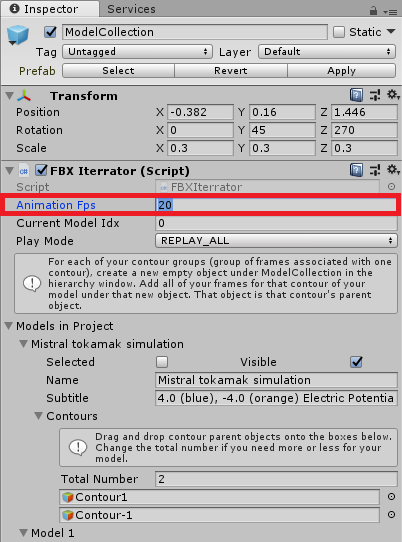 Inspector Services
ModelCollection Static
Tag Untagged Layer Default
Prefab Select Revert Apply
Transform
Position X -0.382 Y 0.16 Z 1.446
Rotation X 0 Y 45 Z 270
Scale X 0.3 Y 0.3 Z 0.3
FBX Iterrator (Script)
Script FBXIterrator
Animation Fps 20
Current Model Idx 0
Play Mode REPLAY_ALL
For each of your contour groups (group of frames associated with one
contour), create a new empty object under ModelCollection in the
hierarchy window. Add all of your frames for that contour of
your model under that new object. That object is that contour's parent
object.
Models in Project
Mistral tokamak simulation
Selected Visible
Name Mistral tokamak simulation
Subtitle 4.0 (blue), -4.0 (orange) Electric Potentia
Contours
Drag and drop contour parent objects onto the boxes below.
Change the total number if you need more or less for your
model.
Total Number 2
Contour1
Contour-1
Model 1